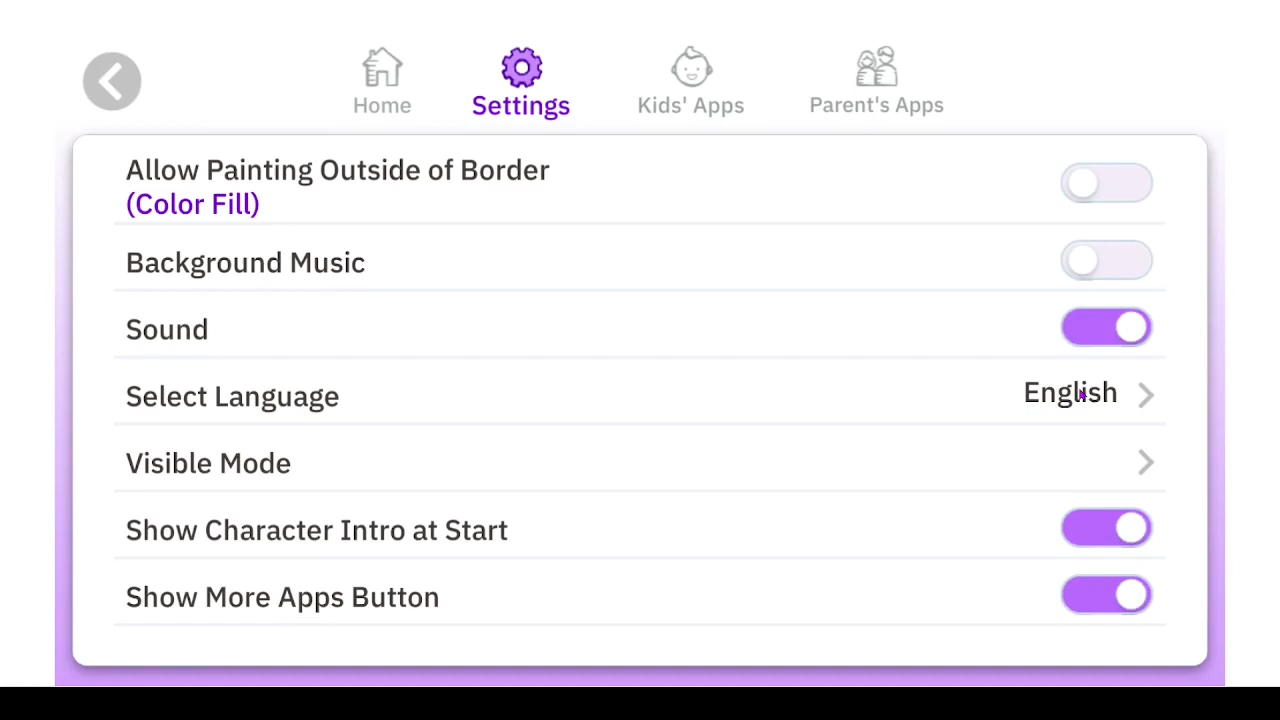 Home
Settings
Kids' Apps
Parent's Apps
Allow Painting Outside of Border
(Color Fill)
Background Music
Sound
Select Language
English
Visible Mode
Show Character Intro at Start
Show More Apps Button